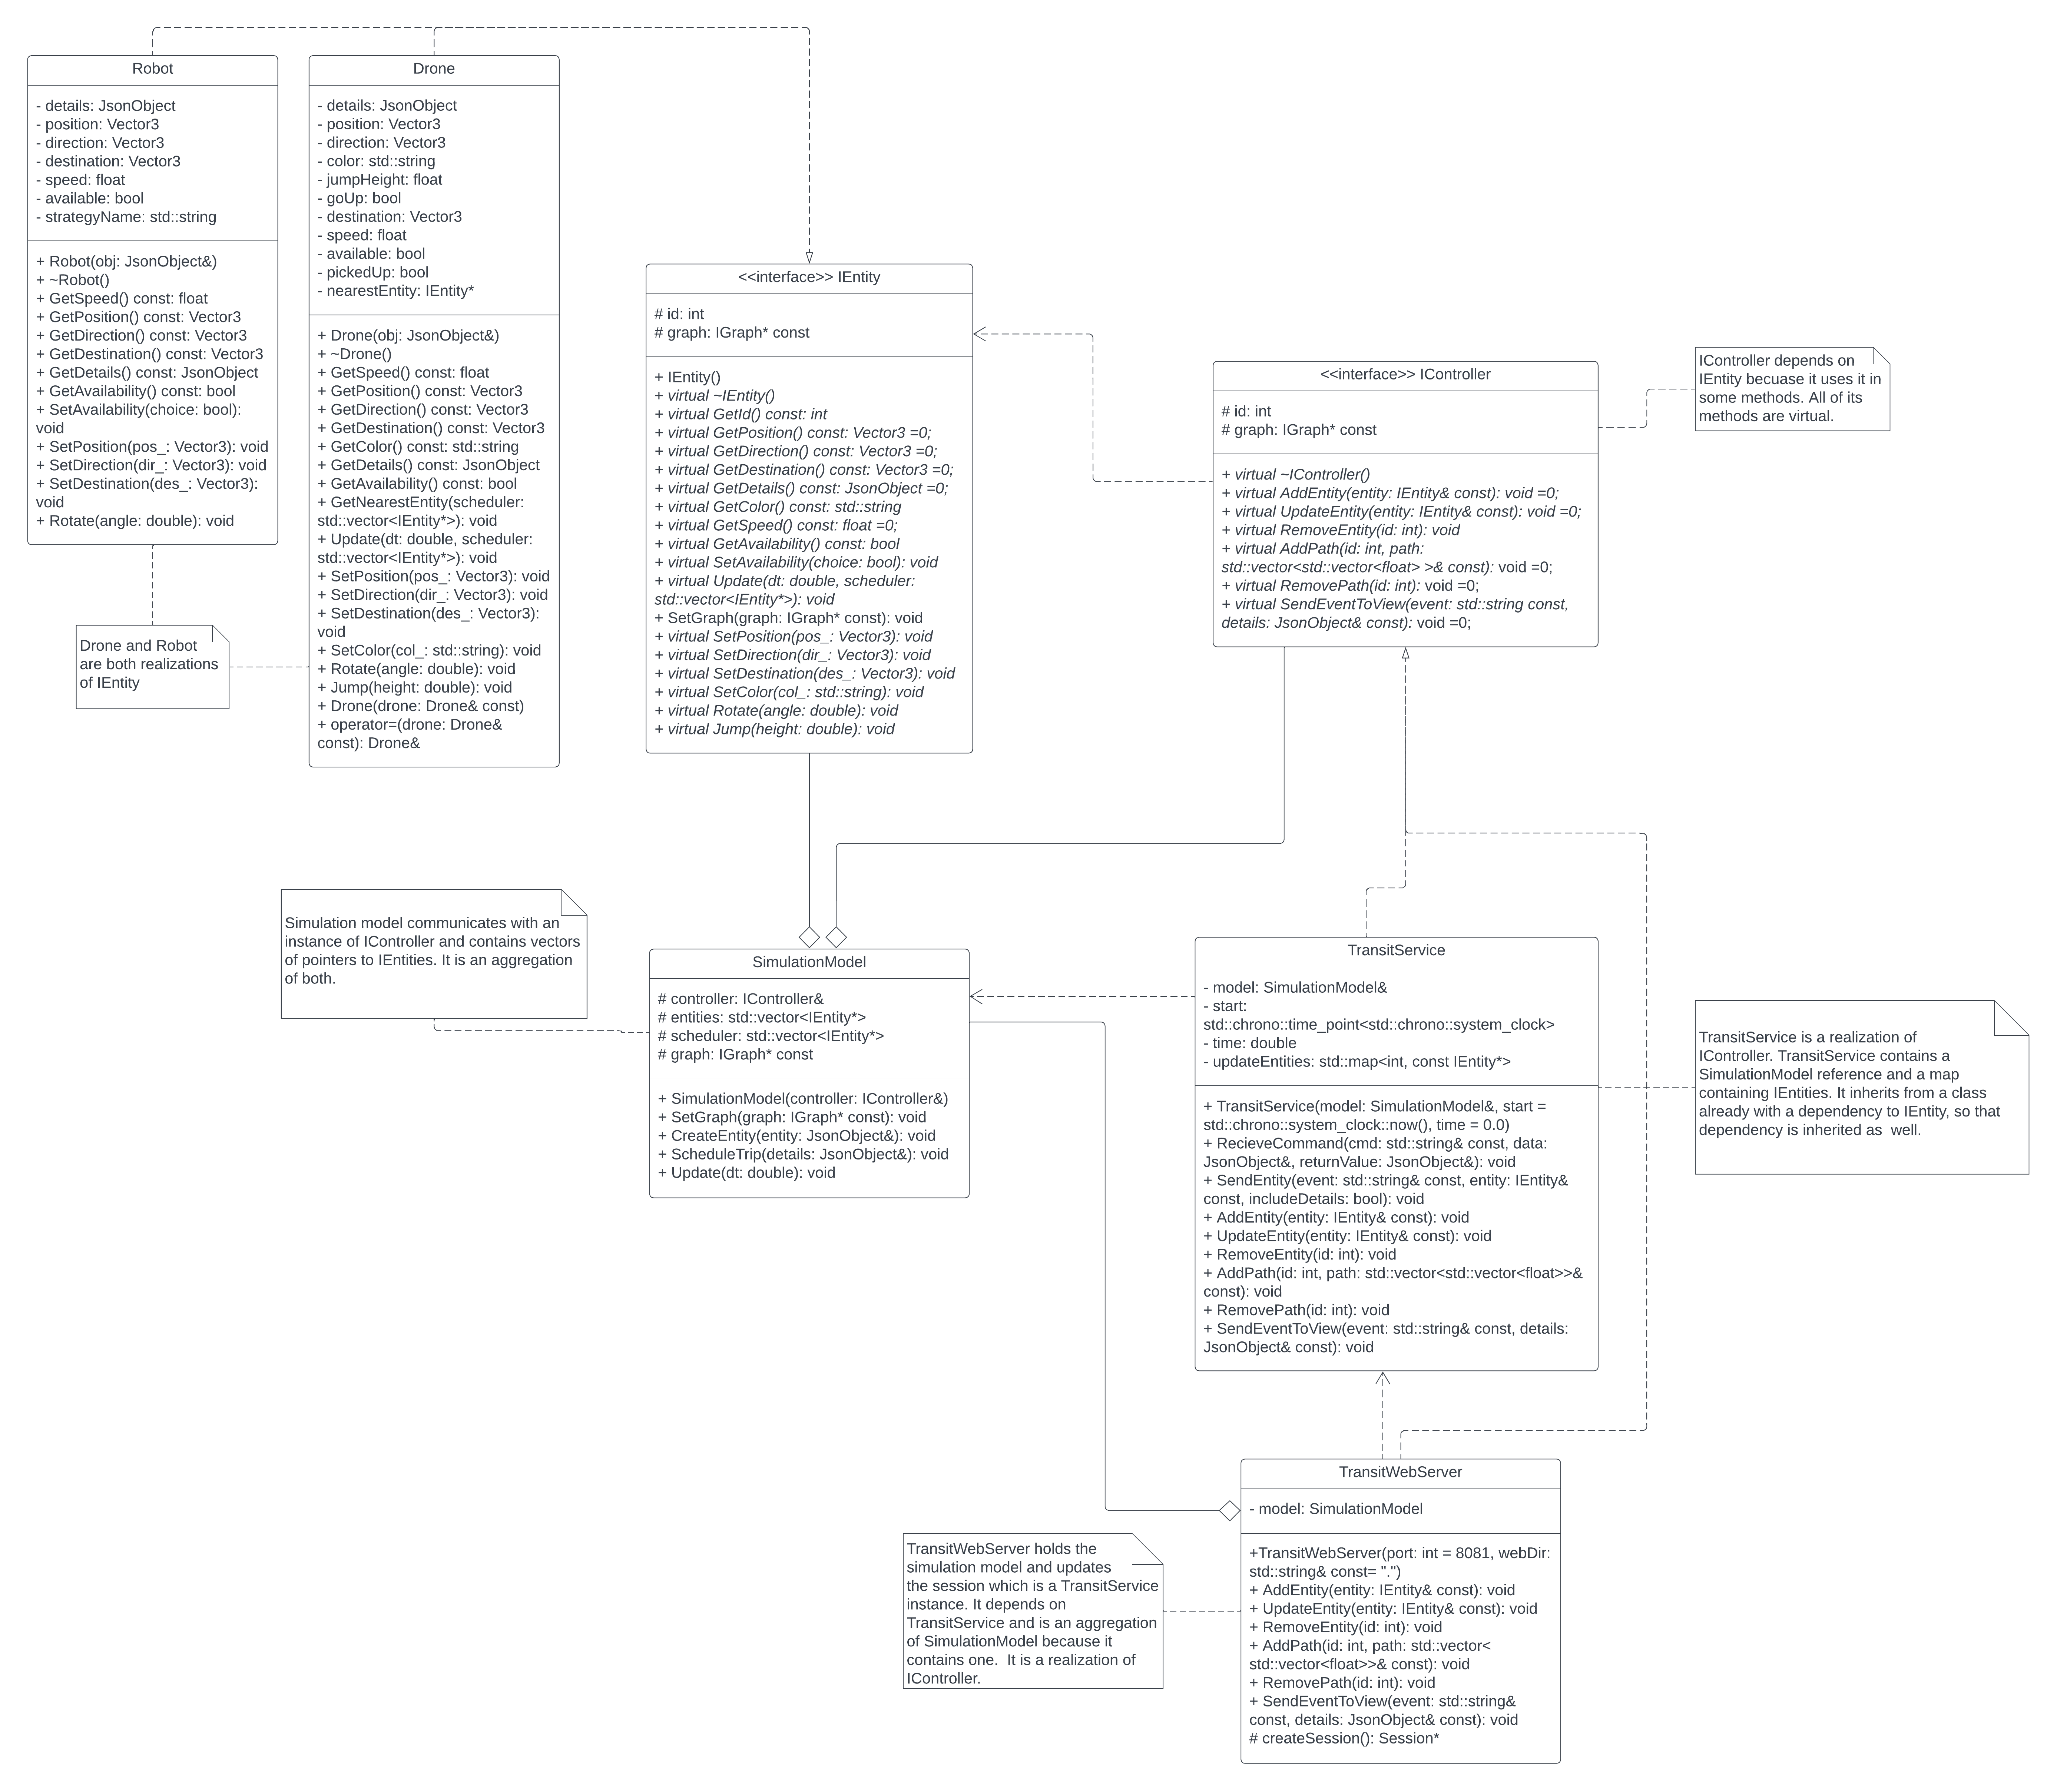 Robot
- details: JsonObject
- position: Vector3
- direction: Vector3
- destination: Vector3
- speed: float
- available: bool
- strategyName: std::string
+ Robot(obj: JsonObject&)
+ ~Robot()
+ GetSpeed() const: float
+ GetPosition() const: Vector3
+ GetDirection() const: Vector3
+ GetDestination() const: Vector3
+ GetDetails() const: JsonObject
+ GetAvailability() const: bool
+ SetAvailability(choice: bool):
void
+ SetPosition(pos_: Vector3): void
+ SetDirection(dir_: Vector3): void
+ SetDestination(des_: Vector3):
void
+ Rotate(angle: double): void
Drone and Robot
are both realizations
of IEntity
Drone
- details: JsonObject
- position: Vector3
- direction: Vector3
- color: std::string
- jumpHeight: float
- goUp: bool
- destination: Vector3
- speed: float
- available: bool
- pickedUp: bool
- nearestEntity: IEntity*
+ Drone(obj: JsonObject&)
+ ~Drone()
+ GetSpeed() const: float
+ GetPosition() const: Vector3
+ GetDirection() const: Vector3
+ GetDestination() const: Vector3
+ GetColor() const: std::string
+ GetDetails() const: JsonObject
+ GetAvailability() const: bool
+ GetNearestEntity(scheduler:
std::vector<IEntity*>): void
+ Update(dt: double, scheduler:
std::vector<IEntity*>): void
+ SetPosition(pos_: Vector3): void
+ SetDirection(dir_: Vector3): void
+ SetDestination(des_: Vector3):
void
+ SetColor(col_: std::string): void
+ Rotate(angle: double): void
+ Jump(height: double): void
+ Drone(drone: Drone& const)
+ operator=(drone: Drone&
const): Drone&
<<interface>> IEntity
# id: int
# graph: IGraph* const
+ IEntity()
+ virtual ~IEntity()
+ virtual GetId() const: int
+ virtual GetPosition() const: Vector3 =0;
+ virtual GetDirection() const: Vector3 =0;
+ virtual GetDestination() const: Vector3 =0;
+ virtual GetDetails() const: JsonObject =0;
+ virtual GetColor() const: std::string
+ virtual GetSpeed() const: float =0;
+ virtual GetAvailability() const: bool
+ virtual SetAvailability(choice: bool): void
+ virtual Update(dt: double, scheduler:
std::vector<IEntity*>): void
+ SetGraph(graph: IGraph* const): void
+ virtual SetPosition(pos_: Vector3): void
+ virtual SetDirection(dir_: Vector3): void
+ virtual SetDestination(des_: Vector3): void
+ virtual SetColor(col_: std::string): void
+ virtual Rotate(angle: double): void
+ virtual Jump(height: double): void
<<interface>> IController
# id: int
# graph: IGraph* const
+ virtual ~IController()
+ virtual AddEntity(entity: IEntity& const): void =0;
+ virtual UpdateEntity(entity: IEntity& const): void =0;
+ virtual RemoveEntity(id: int): void
+ virtual AddPath(id: int, path:
std::vector<std::vector<float> >& const): void =0;
+ virtual RemovePath(id: int): void =0;
+ virtual SendEventToView(event: std::string const,
details: JsonObject& const): void =0;
IController depends on
IEntity becuase it uses it in
some methods. All of its
methods are virtual.
Simulation model communicates with an
instance of IController and contains vectors
of pointers to IEntities. It is an aggregation
of both.
SimulationModel
# controller: IController&
# entities: std::vector<IEntity*>
# scheduler: std::vector<IEntity*>
# graph: IGraph* const
+ SimulationModel(controller: IController&)
+ SetGraph(graph: IGraph* const): void
+ CreateEntity(entity: JsonObject&): void
+ ScheduleTrip(details: JsonObject&): void
+ Update(dt: double): void
TransitService
- model: SimulationModel&
- start:
std::chrono::time_point<std::chrono::system_clock>
- time: double
- updateEntities: std::map<int, const IEntity*>
+ TransitService(model: SimulationModel&, start =
std::chrono::system_clock::now(), time = 0.0)
+ RecieveCommand(cmd: std::string& const, data:
JsonObject&, returnValue: JsonObject&): void
+ SendEntity(event: std::string& const, entity: IEntity&
const, includeDetails: bool): void
+ AddEntity(entity: IEntity& const): void
+ UpdateEntity(entity: IEntity& const): void
+ RemoveEntity(id: int): void
+ AddPath(id: int, path: std::vector<std::vector<float>>&
const): void
+ RemovePath(id: int): void
+ SendEventToView(event: std::string& const, details:
JsonObject& const): void
TransitService is a realization of
IController. TransitService contains a
SimulationModel reference and a map
containing IEntities. It inherits from a class
already with a dependency to IEntity, so that
dependency is inherited as  well.
TransitWebServer holds the
simulation model and updates
the session which is a TransitService
instance. It depends on
TransitService and is an aggregation
of SimulationModel because it
contains one.  It is a realization of
IController.
TransitWebServer
- model: SimulationModel
+TransitWebServer(port: int = 8081, webDir:
std::string& const= ".")
+ AddEntity(entity: IEntity& const): void
+ UpdateEntity(entity: IEntity& const): void
+ RemoveEntity(id: int): void
+ AddPath(id: int, path: std::vector<
std::vector<float>>& const): void
+ RemovePath(id: int): void
+ SendEventToView(event: std::string&
const, details: JsonObject& const): void
# createSession(): Session*